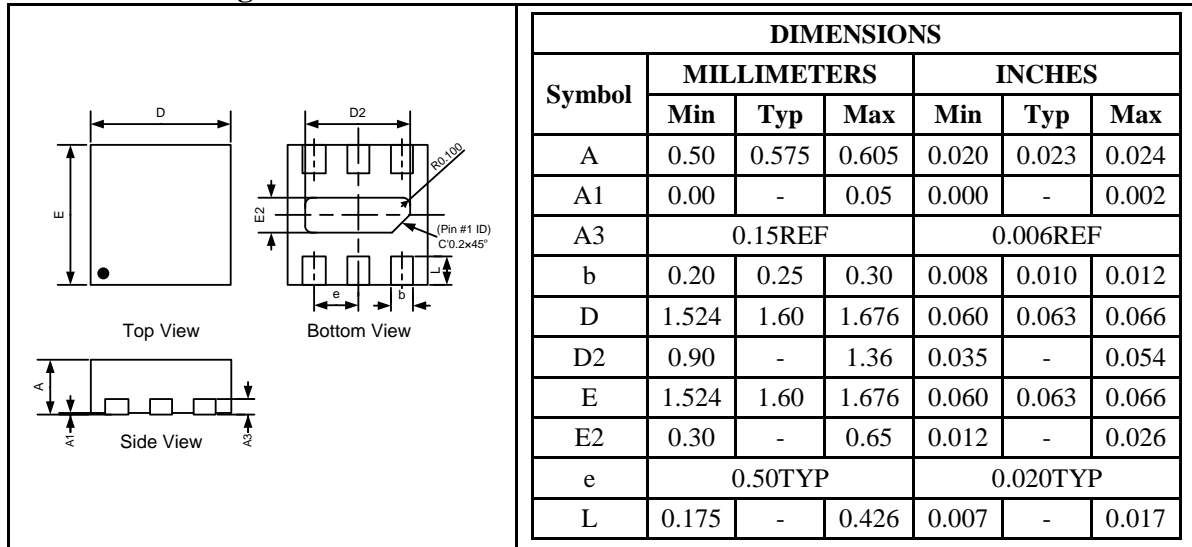 D
E
Top View
D2
R0.100
E2
(Pin #1 ID)
C'0.2×45°
L
e
b
Bottom View
A
A1
A3
Side View
DIMENSIONS
Symbol MILLIMETERS INCHES
Min Typ Max Min Typ Max
A 0.50 0.575 0.605 0.020 0.023 0.024
A1 0.00 - 0.05 0.000 - 0.002
A3 0.15REF 0.006REF
b 0.20 0.25 0.30 0.008 0.010 0.012
D 1.524 1.60 1.676 0.060 0.063 0.066
D2 0.90 - 1.36 0.035 - 0.054
E 1.524 1.60 1.676 0.060 0.063 0.066
E2 0.30 - 0.65 0.012 - 0.026
e 0.50TYP 0.020TYP
L 0.175 - 0.426 0.007 - 0.017